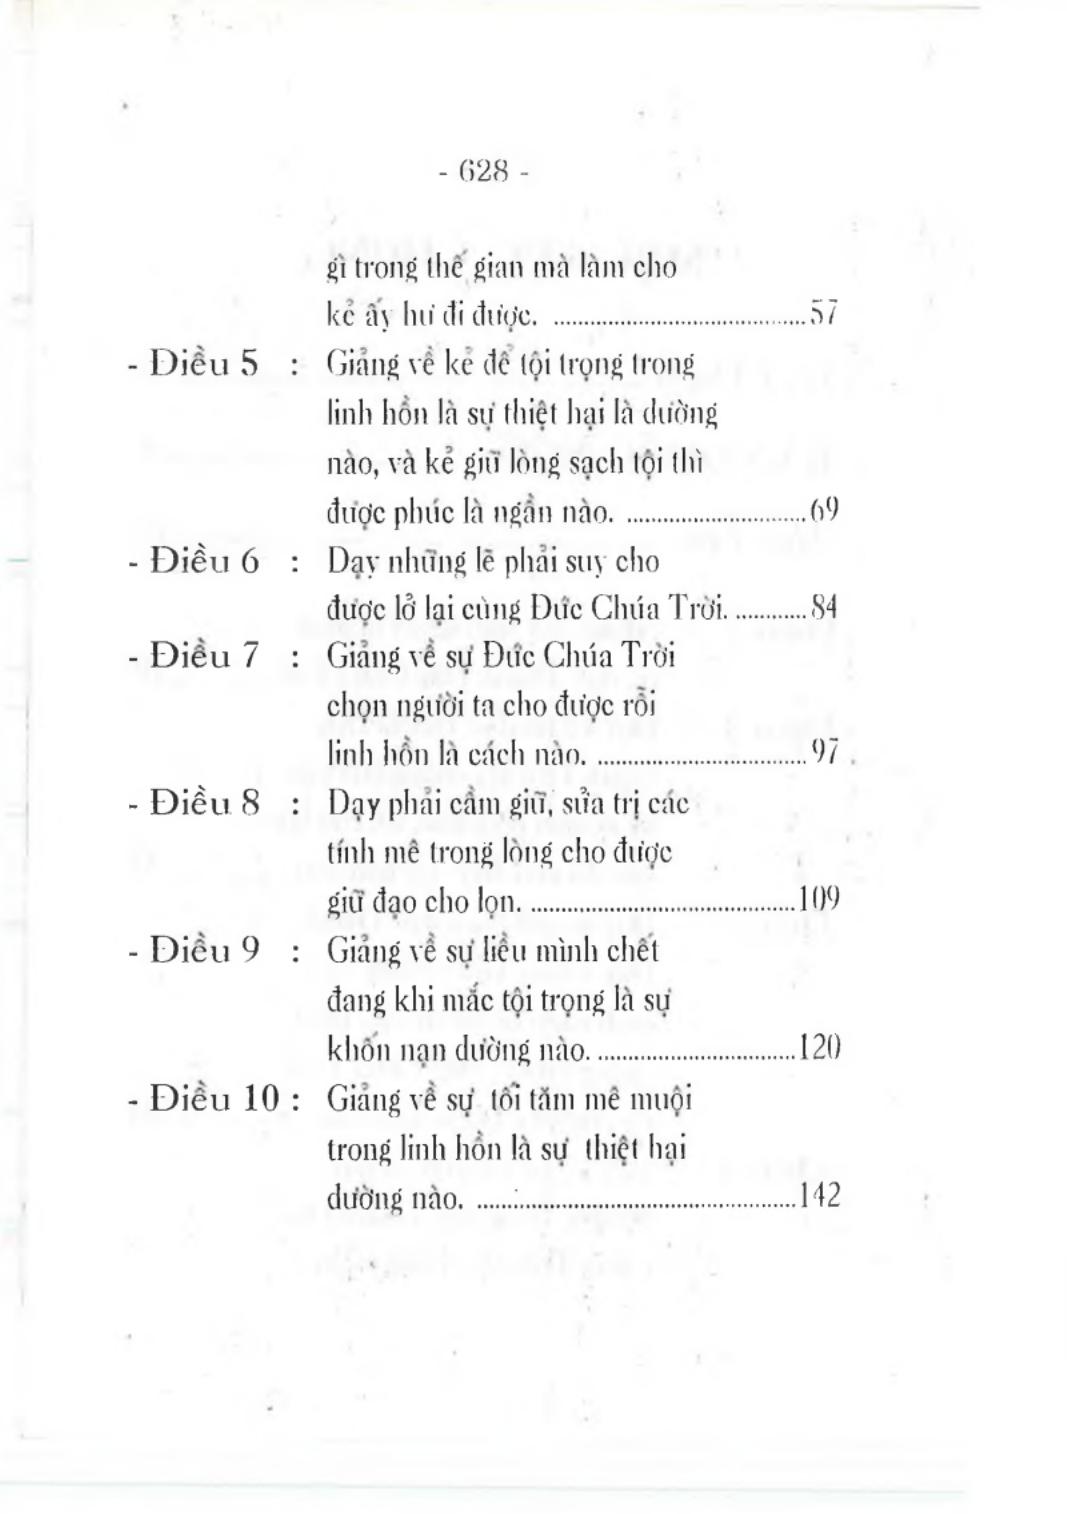 - 628 -
gì trong thế gian mà làm cho
kẻ ấy hư đi được. ........................................57
- Điều 5 : Giảng về kẻ để tội trọng trong
linh hồn là sự thiệt hại là dường
nào, và kẻ giữ lòng sạch tội thì
được phúc là ngần nào. .............................69
- Điều 6 : Dạy những lẽ phải suy cho
được lở lại cùng Đức Chúa Trời. ............84
- Điều 7 : Giảng về sự Đức Chúa Trời
chọn người ta cho được rỗi
linh hồn là cách nào. ..................................97
- Điều 8 : Dạy phải cầm giữ, sửa trị các
tính mê trong lòng cho được
giữ đạo cho lọn. ...........................................109
- Điều 9 : Giảng về sự liều mình chết
đang khi mắc tội trọng là sự
khốn nạn dường nào. ................................120
- Điều 10 : Giảng về sự tối tăm mê muội
trong linh hồn là sự thiệt hại
dường nào. ....................................................142